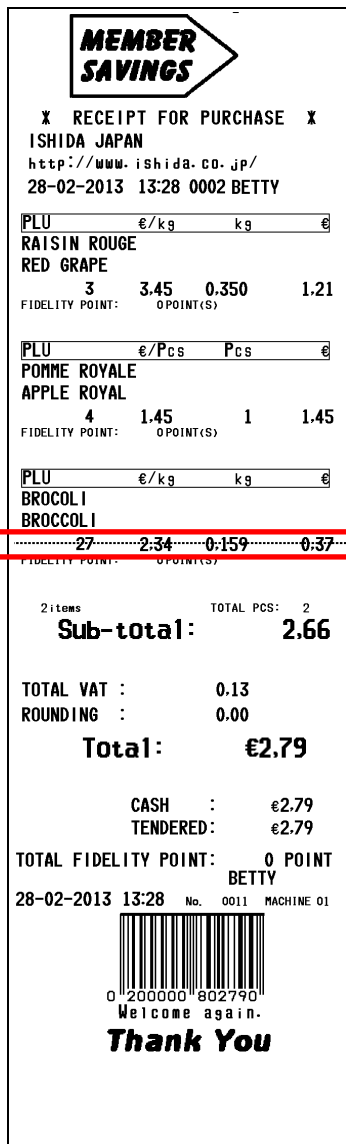 MEMBER
SAVINGS
* RECEIPT FOR PURCHASE *
ISHIDA JAPAN
http://www.ishida.co.jp/
28-02-2013 13:28 0002 BETTY
PLU €/kg kg €
RAISIN ROUGE
RED GRAPE
3 3.45 0.350 1.21
FIDELITY POINT: 0POINT(S)
PLU €/Pcs Pcs €
POMME ROYALE
APPLE ROYAL
4 1.45 1 1.45
FIDELITY POINT: 0POINT(S)
PLU €/kg kg €
BROCOLI
BROCCOLI
27 2.34 0.159 0.37
FIDELITY POINT: 0POINT(S)
2items TOTAL PCS: 2
Sub-total: 2.66
TOTAL VAT : 0.13
ROUNDING : 0.00
Total: €2.79
CASH : €2.79
TENDERED: €2.79
TOTAL FIDELITY POINT: 0 POINT
BETTY
28-02-2013 13:28 No. 0011 MACHINE 01
0 200000 802790
Welcome again.
Thank You